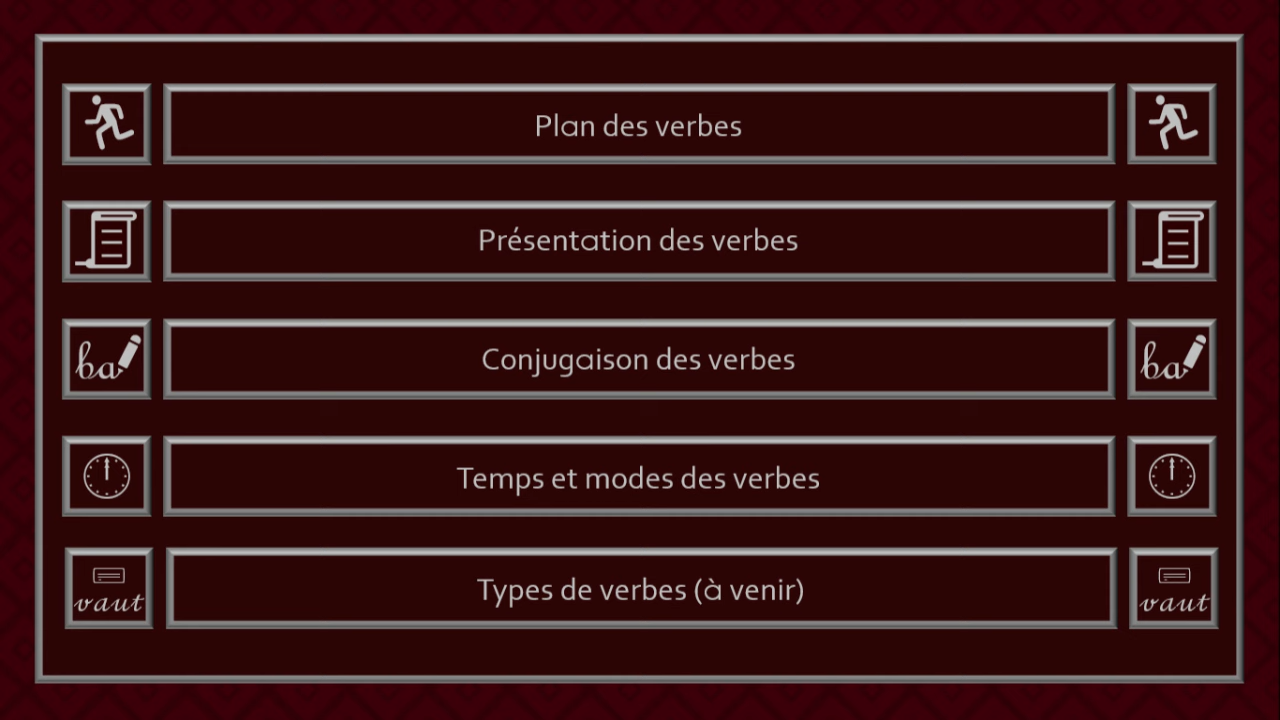 Plan des verbes
Présentation des verbes
ba Conjugaison des verbes ba
Temps et modes des verbes
vaut Types de verbes (à venir) vaut